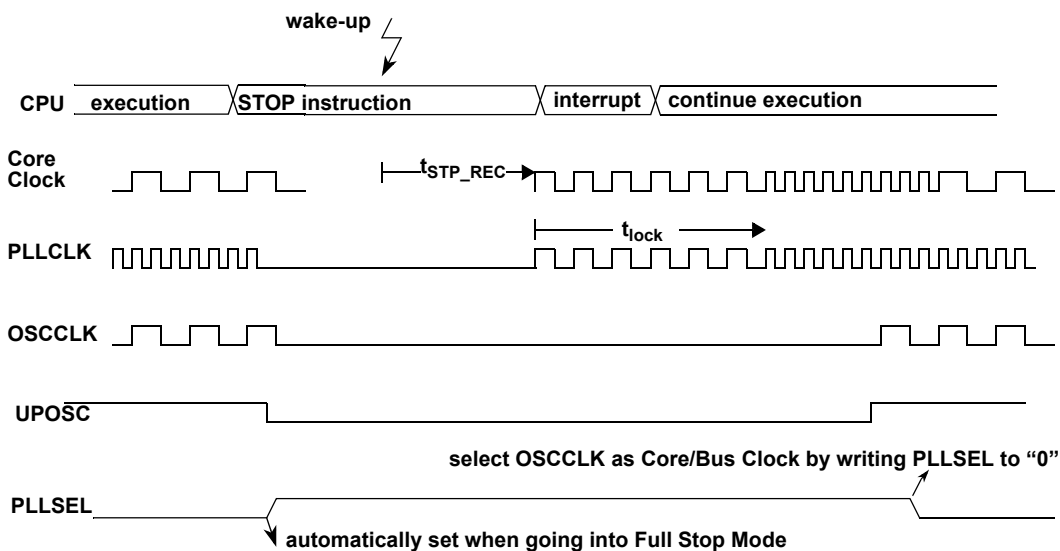 wake-up
CPU execution STOP instruction interrupt continue execution
Core
Clock
tSTP_REC
tlock
PLLCLK
OSCCLK
UPOSC
select OSCCLK as Core/Bus Clock by writing PLLSEL to “0”
PLLSEL
automatically set when going into Full Stop Mode